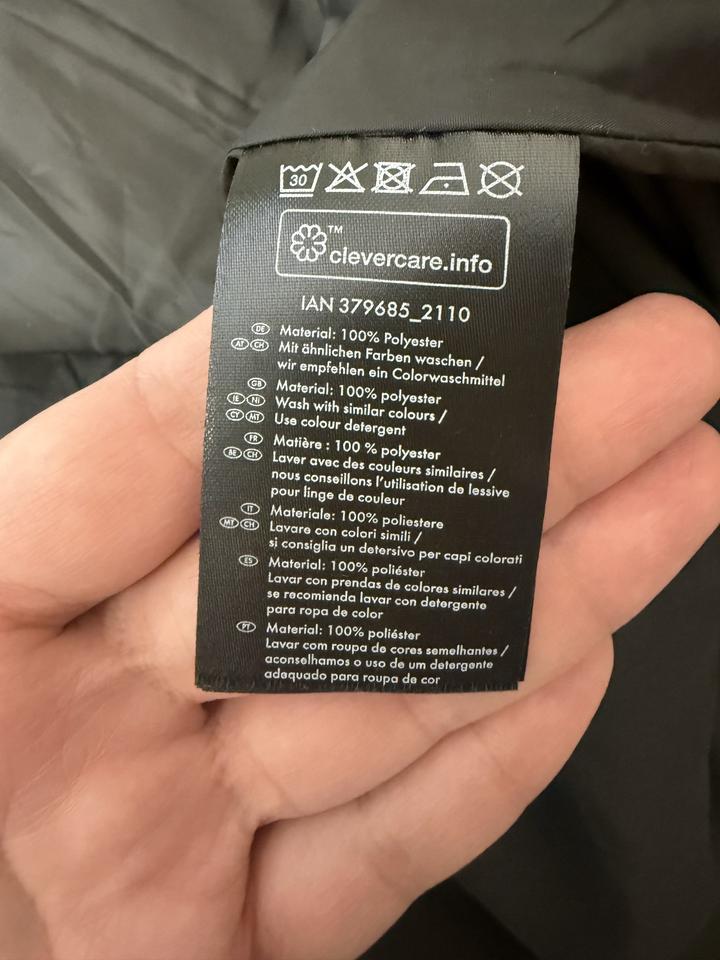 30
clevercare.info™
IAN 379685_2110
DE Material: 100% Polyester
AT CH Mit ähnlichen Farben waschen /
wir empfehlen ein Colorwaschmittel
GB Material: 100% polyester
IE NI Wash with similar colours /
CY MT Use colour detergent
FR Matière : 100 % polyester
BE CH Laver avec des couleurs similaires /
nous conseillons l'utilisation de lessive
pour linge de couleur
IT Materiale: 100% poliestere
MT CH Lavare con colori simili /
si consiglia un detersivo per capi colorati
ES Material: 100% poliéster
Lavar con prendas de colores similares /
se recomienda lavar con detergente
para ropa de color
PT Material: 100% poliéster
Lavar com roupa de cores semelhantes /
aconselhamos o uso de um detergente
adequado para roupa de cor